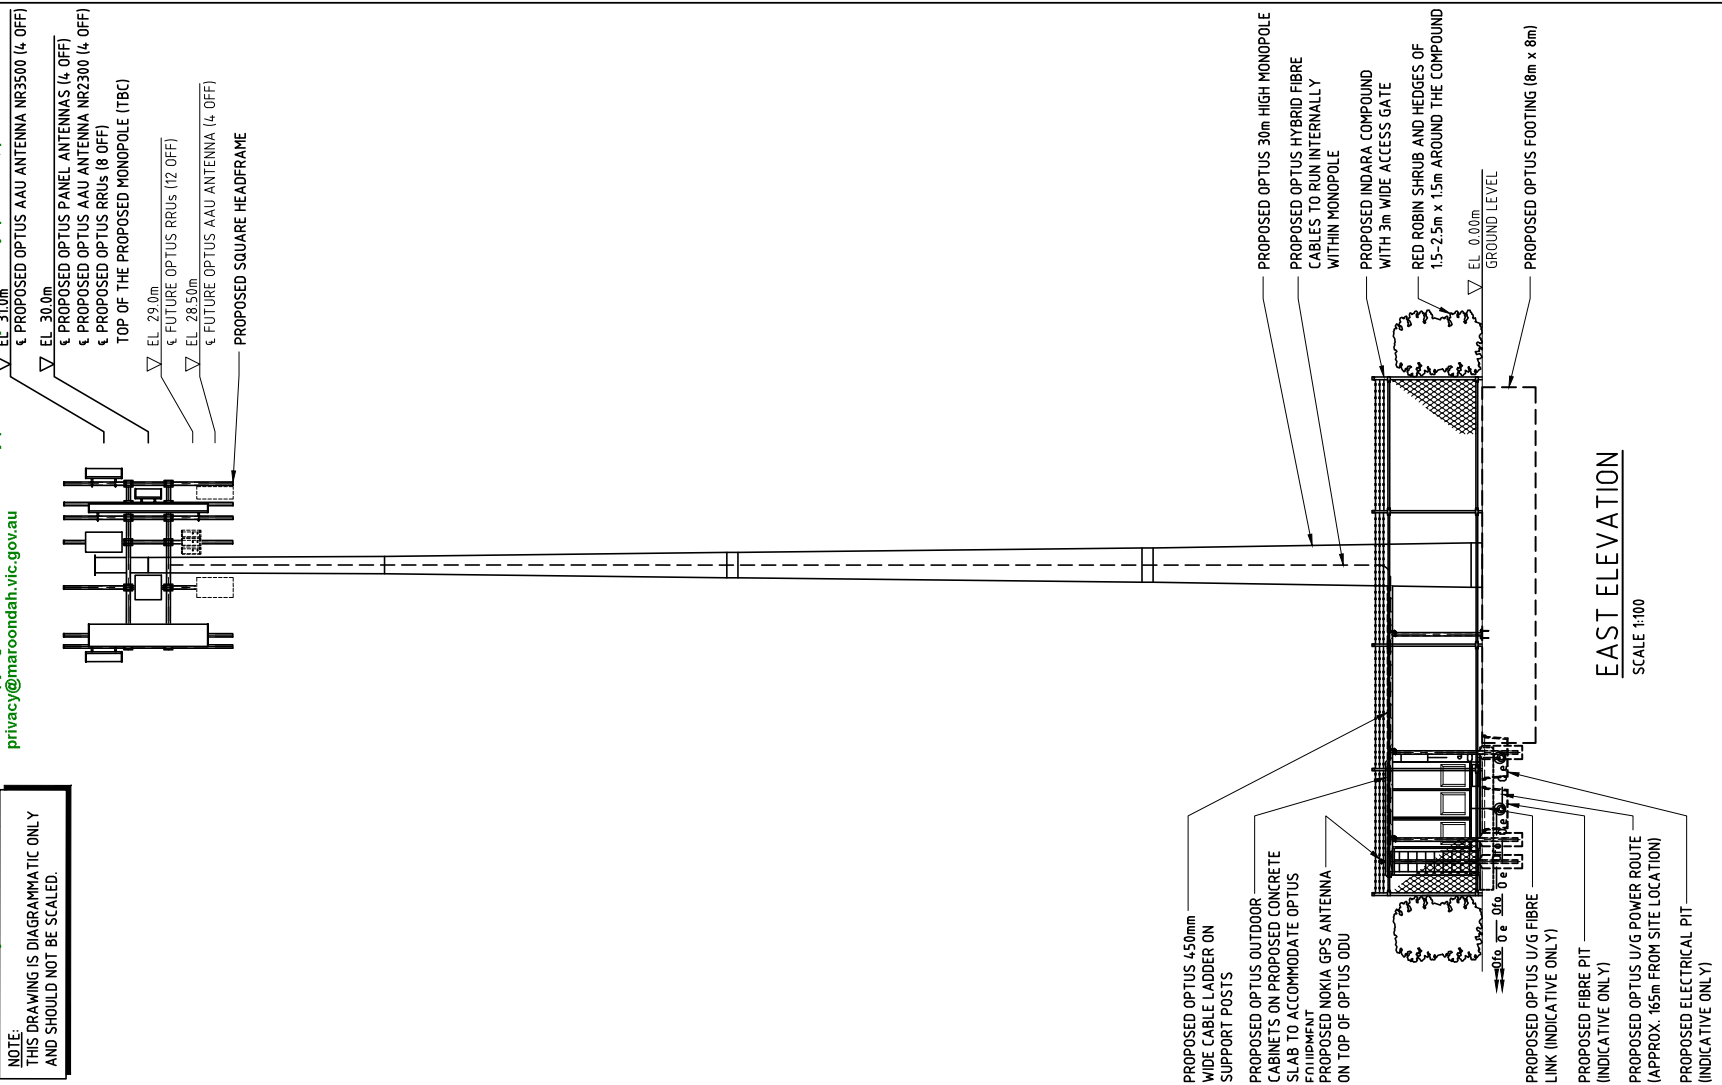 privacy@maroondah.vic.gov.au
NOTE:
THIS DRAWING IS DIAGRAMMATIC ONLY
AND SHOULD NOT BE SCALED.
EL 31.0m
℄ PROPOSED OPTUS AAU ANTENNA NR3500 (4 OFF)
EL 30.0m
℄ PROPOSED OPTUS PANEL ANTENNAS (4 OFF)
℄ PROPOSED OPTUS AAU ANTENNA NR2300 (4 OFF)
℄ PROPOSED OPTUS RRUs (8 OFF)
TOP OF THE PROPOSED MONOPOLE (TBC)
EL 29.0m
℄ FUTURE OPTUS RRUs (12 OFF)
EL 28.50m
℄ FUTURE OPTUS AAU ANTENNA (4 OFF)
PROPOSED SQUARE HEADFRAME
PROPOSED OPTUS 30m HIGH MONOPOLE
PROPOSED OPTUS HYBRID FIBRE
CABLES TO RUN INTERNALLY
WITHIN MONOPOLE
PROPOSED INDARA COMPOUND
WITH 3m WIDE ACCESS GATE
RED ROBIN SHRUB AND HEDGES OF
1.5-2.5m x 1.5m AROUND THE COMPOUND
EL 0.00m
GROUND LEVEL
PROPOSED OPTUS FOOTING (8m x 8m)
PROPOSED OPTUS 450mm
WIDE CABLE LADDER ON
SUPPORT POSTS
PROPOSED OPTUS OUTDOOR
CABINETS ON PROPOSED CONCRETE
SLAB TO ACCOMMODATE OPTUS
EQUIPMENT
PROPOSED NOKIA GPS ANTENNA
ON TOP OF OPTUS ODU
Ofo Ofo Ofo
Oe Oe Oe Oe
PROPOSED OPTUS U/G FIBRE
LINK (INDICATIVE ONLY)
PROPOSED FIBRE PIT
(INDICATIVE ONLY)
PROPOSED OPTUS U/G POWER ROUTE
(APPROX. 165m FROM SITE LOCATION)
PROPOSED ELECTRICAL PIT
(INDICATIVE ONLY)
EAST ELEVATION
SCALE 1:100